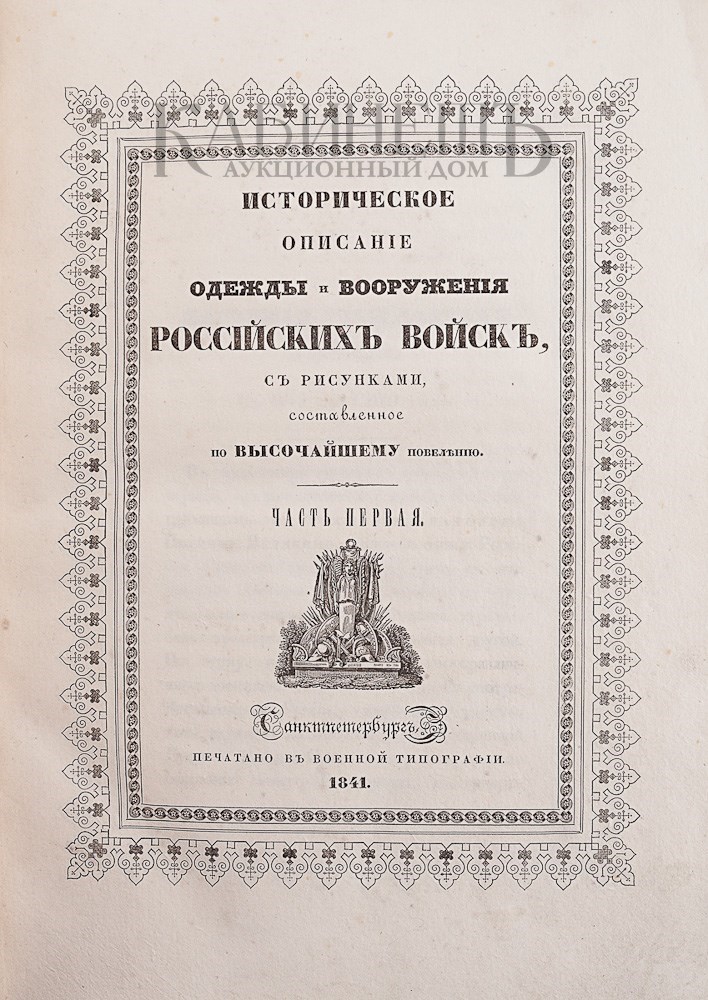 КАБИНЕТЪ
АУКЦИОННЫЙ ДОМ
ИСТОРИЧЕСКОЕ
ОПИСАНІЕ
ОДЕЖДЫ и ВООРУЖЕНІЯ
РОССІЙСКИХЪ ВОЙСКЪ,
СЪ РИСУНКАМИ,
составленное
ПО ВЫСОЧАЙШЕМУ ПОВЕЛѢНІЮ.
ЧАСТЬ ПЕРВАЯ.
Санктпетербургъ.
ПЕЧАТАНО ВЪ ВОЕННОЙ ТИПОГРАФІИ.
1841.